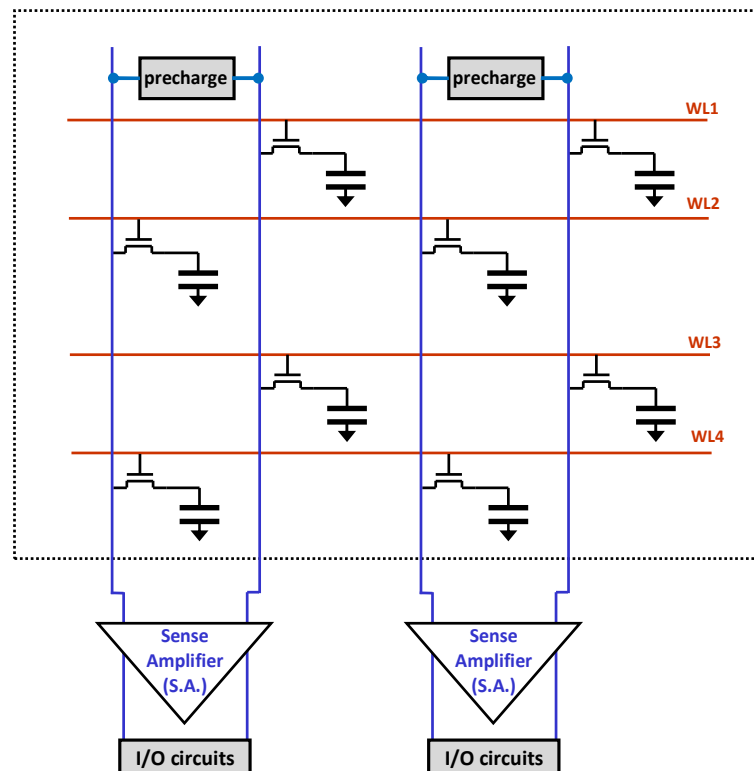 precharge
precharge
WL1
WL2
WL3
WL4
Sense
Amplifier
(S.A.)
Sense
Amplifier
(S.A.)
I/O circuits
I/O circuits